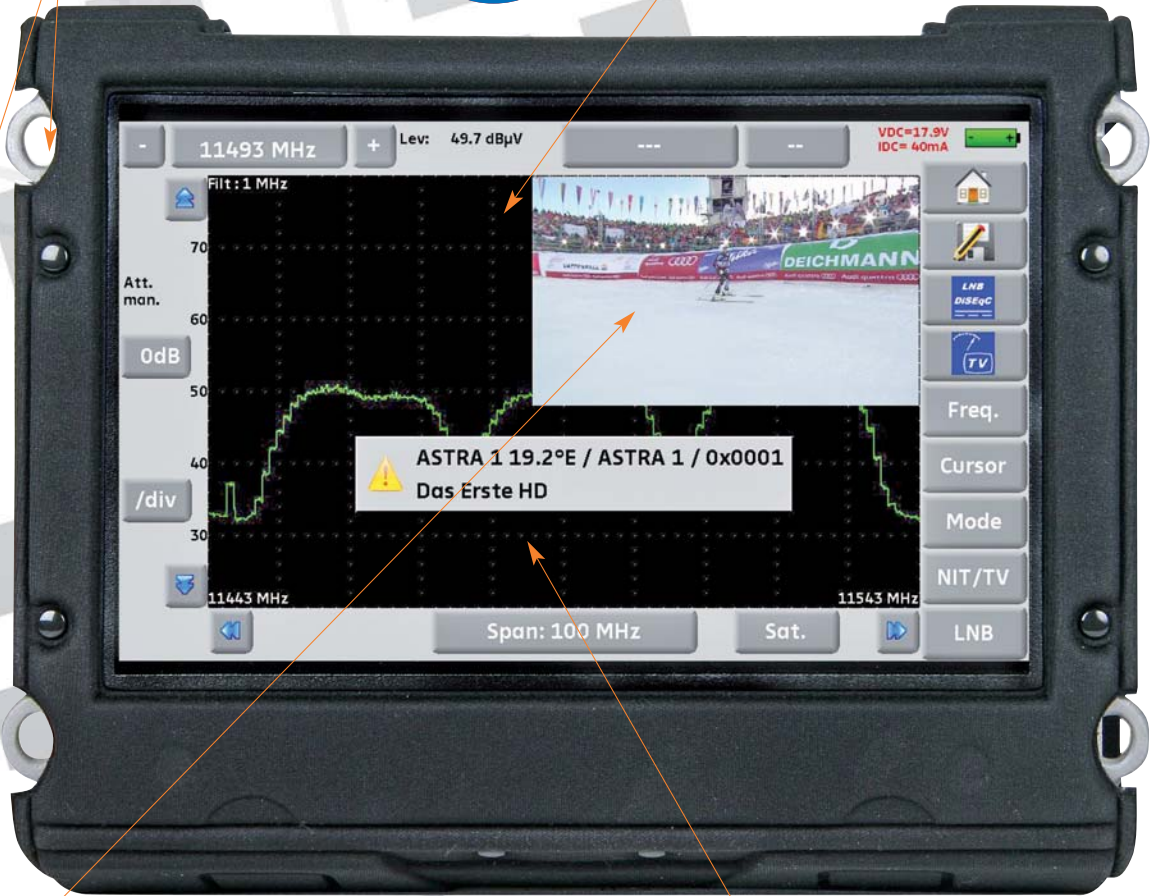 - 11493 MHz + Lev: 49.7 dBµV --- -- VDC=17.9V
IDC= 40mA
- +
Filt:1 MHz
70
Att.
man.
60
0dB
50
40
/div
30
DEICHMANN
Audi
ASTRA 1 19.2°E / ASTRA 1 / 0x0001
Das Erste HD
11443 MHz
11543 MHz
Span: 100 MHz
Sat.
LNB
DiSEqC
TV
Freq.
Cursor
Mode
NIT/TV
LNB